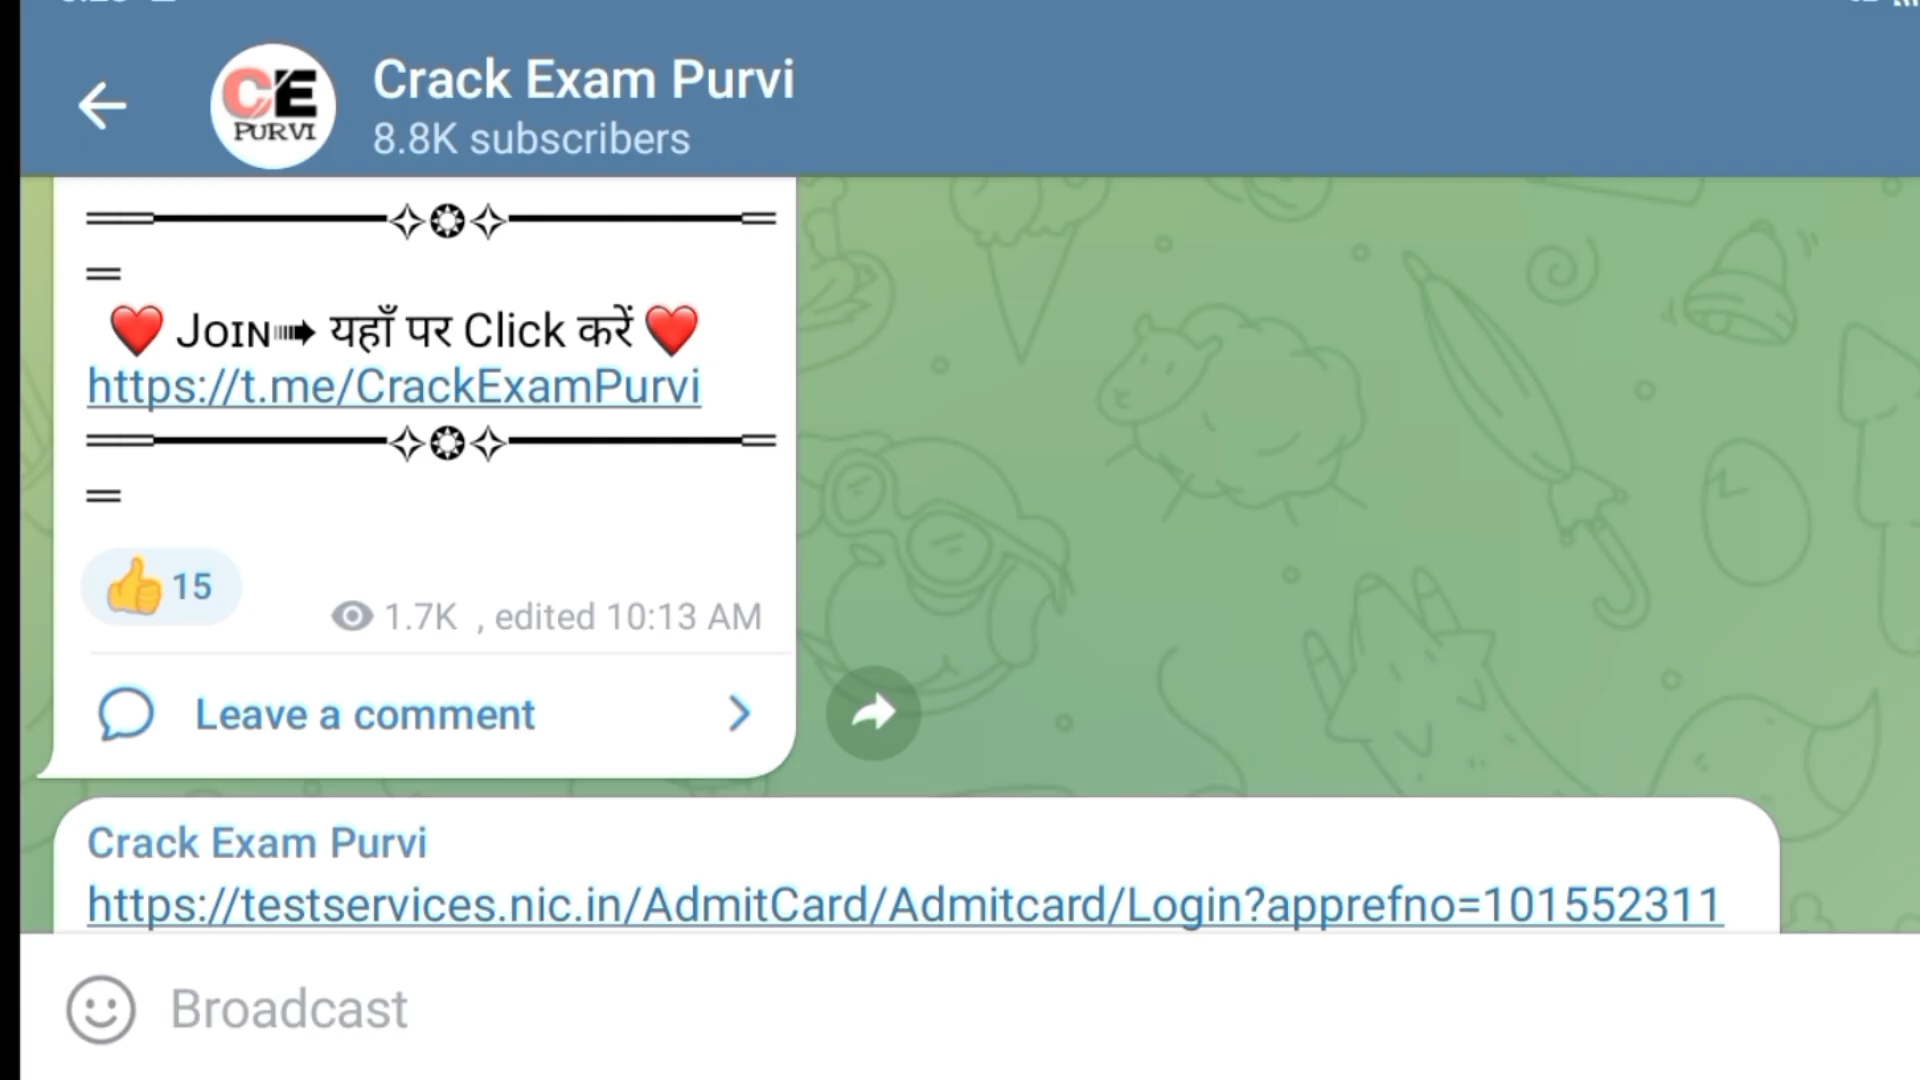 Crack Exam Purvi
CE
PURVI
8.8K subscribers
❤️ Jᴏɪɴ➠ यहाँ पर Click करें ❤️
https://t.me/CrackExamPurvi
👍 15
1.7K , edited 10:13 AM
Leave a comment
Crack Exam Purvi
https://testservices.nic.in/AdmitCard/Admitcard/Login?apprefno=101552311
Broadcast